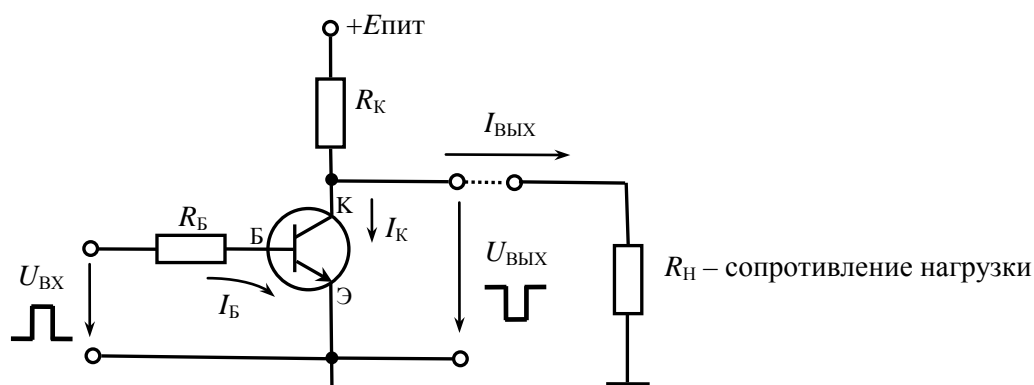 +Eпит
RК
IВЫХ
К
RБ
Б
IК
UВХ
UВЫХ
RН – сопротивление нагрузки
IБ
Э